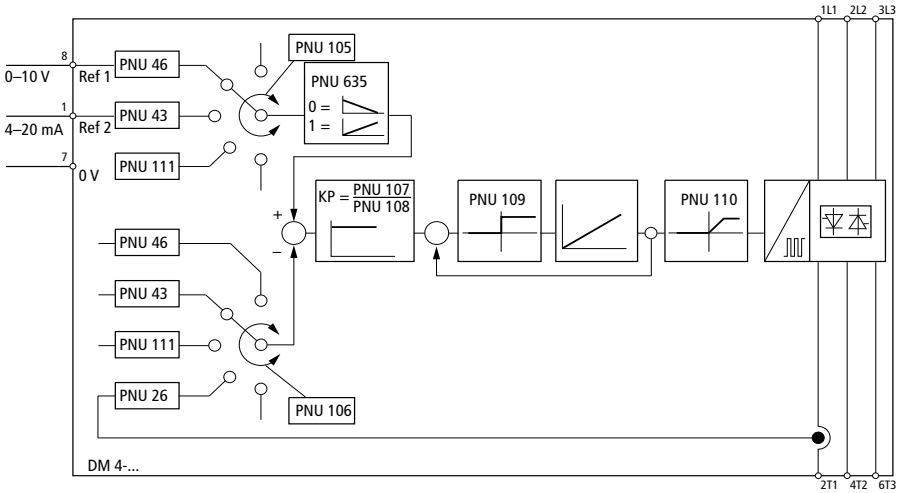 1L1 2L2 3L3
8
0–10 V
Ref 1
PNU 46
PNU 105
PNU 635
0 =
1 =
1
4–20 mA
Ref 2
PNU 43
7
0 V
PNU 111
+
–
KP = PNU 107
PNU 108
PNU 109
PNU 110
PNU 46
PNU 43
PNU 111
PNU 26
PNU 106
DM 4-...
2T1 4T2 6T3